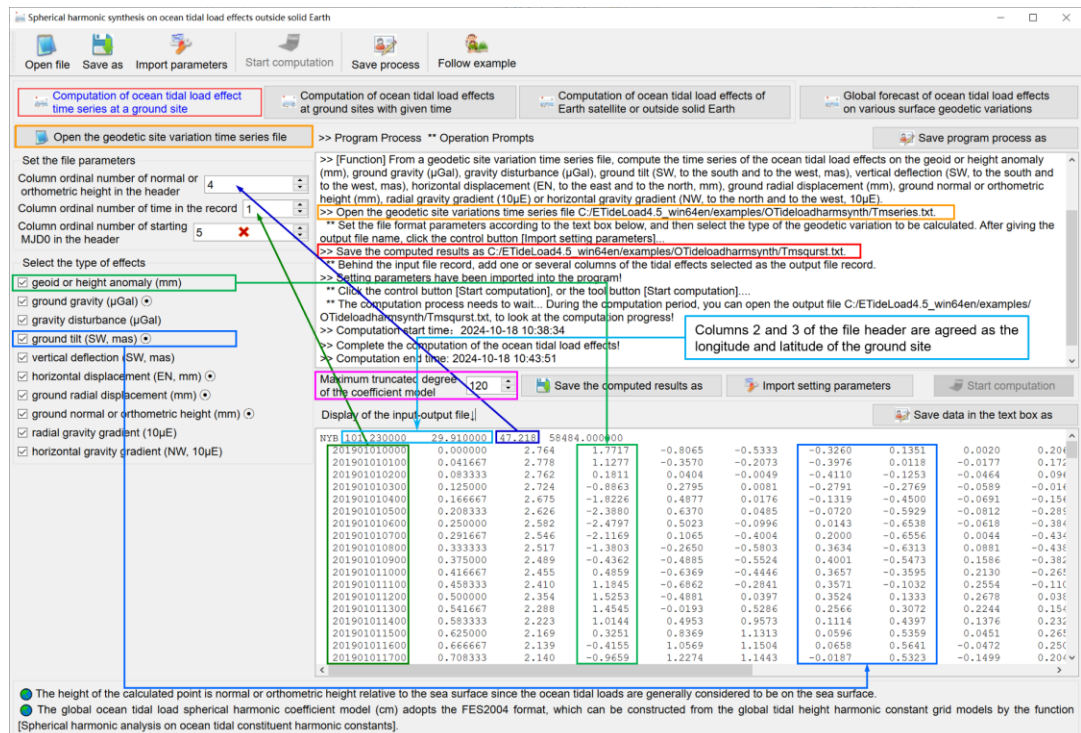 Spherical harmonic synthesis on ocean tidal load effects outside solid Earth
Open file
Save as
Import parameters
Start computation
Save process
Follow example
Computation of ocean tidal load effect
time series at a ground site
Computation of ocean tidal load effects
at ground sites with given time
Computation of ocean tidal load effects of
Earth satellite or outside solid Earth
Global forecast of ocean tidal load effects
on various surface geodetic variations
Open the geodetic site variation time series file
>> Program Process ** Operation Prompts
Save program process as
Set the file parameters
Column ordinal number of normal or
orthometric height in the header
4
Column ordinal number of time in the record
1
Column ordinal number of starting
MJD0 in the header
5
Select the type of effects
geoid or height anomaly (mm)
ground gravity (μGal)
gravity disturbance (μGal)
ground tilt (SW, mas)
vertical deflection (SW, mas)
horizontal displacement (EN, mm)
ground radial displacement (mm)
ground normal or orthometric height (mm)
radial gravity gradient (10μE)
horizontal gravity gradient (NW, 10μE)
>> [Function] From a geodetic site variation time series file, compute the time series of the ocean tidal load effects on the geoid or height anomaly
(mm), ground gravity (μGal), gravity disturbance (μGal), ground tilt (SW, to the south and to the west, mas), vertical deflection (SW, to the south and
to the west, mas), horizontal displacement (EN, to the east and to the north, mm), ground radial displacement (mm), ground normal or orthometric
height (mm), radial gravity gradient (10μE) or horizontal gravity gradient (NW, to the north and to the west, 10μE).
>> Open the geodetic site variations time series file C:/ETideLoad4.5_win64en/examples/OTideloadharmsynth/Tmseries.txt.
** Set the file format parameters according to the text box below, and then select the type of the geodetic variation to be calculated. After giving the
output file name, click the control button [Import setting parameters]...
>> Save the computed results as C:/ETideLoad4.5_win64en/examples/OTideloadharmsynth/Tmsqurst.txt.
** Behind the input file record, add one or several columns of the tidal effects selected as the output file record.
>> Setting parameters have been imported into the program!
** Click the control button [Start computation], or the tool button [Start computation]....
** The computation process needs to wait... During the computation period, you can open the output file C:/ETideLoad4.5_win64en/examples/
OTideloadharmsynth/Tmsqurst.txt, to look at the computation progress!
>> Computation start time: 2024-10-18 10:38:34
>> Complete the computation of the ocean tidal load effects!
>> Computation end time: 2024-10-18 10:43:51
Columns 2 and 3 of the file header are agreed as the
longitude and latitude of the ground site
Maximum truncated degree
of the coefficient model
120
Save the computed results as
Import setting parameters
Start computation
Display of the input-output file↓
Save data in the text box as
NYB 101.230000 29.910000 47.218 58484.000000
201901010000 0.000000 2.764 1.7717 -0.8065 -0.5333 -0.3260 0.1351 0.0020
201901010100 0.041667 2.778 1.1277 -0.3570 -0.2073 -0.3976 0.0118 -0.0177
201901010200 0.083333 2.762 0.1811 0.0404 -0.0049 -0.4110 -0.1253 -0.0464
201901010300 0.125000 2.724 -0.8863 0.2795 0.0081 -0.2791 -0.2769 -0.0589
201901010400 0.166667 2.675 -1.8226 0.4877 0.0176 -0.1319 -0.4500 -0.0691
201901010500 0.208333 2.626 -2.3880 0.6370 0.0485 -0.0720 -0.5929 -0.0812
201901010600 0.250000 2.582 -2.4797 0.5023 -0.0996 0.0143 -0.6538 -0.0618
201901010700 0.291667 2.546 -2.1169 0.1065 -0.4004 0.2000 -0.6556 0.0044
201901010800 0.333333 2.517 -1.3803 -0.2650 -0.5803 0.3634 -0.6313 0.0881
201901010900 0.375000 2.489 -0.4362 -0.4885 -0.5524 0.4001 -0.5473 0.1586
201901011000 0.416667 2.455 0.4859 -0.6369 -0.4446 0.3657 -0.3595 0.2130
201901011100 0.458333 2.410 1.1845 -0.6862 -0.2841 0.3571 -0.1032 0.2554
201901011200 0.500000 2.354 1.5253 -0.4881 0.0397 0.3524 0.1333 0.2678
201901011300 0.541667 2.288 1.4545 -0.0193 0.5286 0.2566 0.3072 0.2244
201901011400 0.583333 2.223 1.0144 0.4953 0.9573 0.1114 0.4397 0.1376
201901011500 0.625000 2.169 0.3251 0.8369 1.1313 0.0596 0.5359 0.0451
201901011600 0.666667 2.139 -0.4155 1.0569 1.1504 0.0658 0.5641 -0.0472
201901011700 0.708333 2.140 -0.9659 1.2274 1.1443 -0.0187 0.5323 -0.1499
The height of the calculated point is normal or orthometric height relative to the sea surface since the ocean tidal loads are generally considered to be on the sea surface.
The global ocean tidal load spherical harmonic coefficient model (cm) adopts the FES2004 format, which can be constructed from the global tidal height harmonic constant grid models by the function
[Spherical harmonic analysis on ocean tidal constituent harmonic constants].